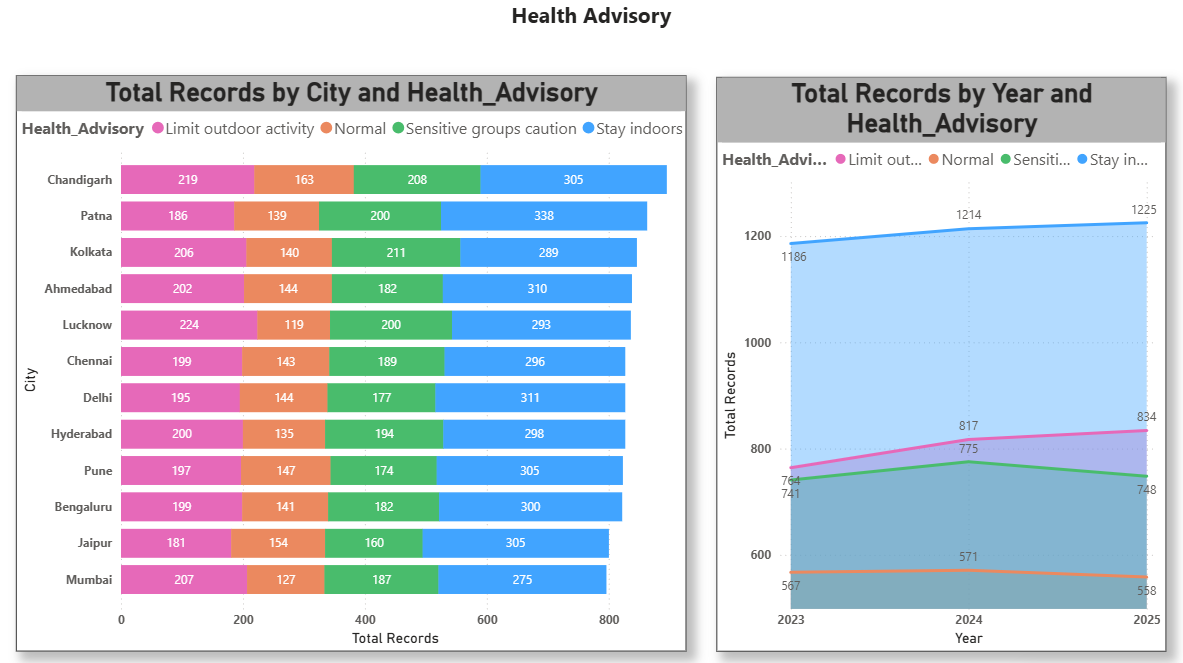 Health Advisory
Total Records by City and Health_Advisory
Health_Advisory Limit outdoor activity Normal Sensitive groups caution Stay indoors
City
Chandigarh 219 163 208 305
Patna 186 139 200 338
Kolkata 206 140 211 289
Ahmedabad 202 144 182 310
Lucknow 224 119 200 293
Chennai 199 143 189 296
Delhi 195 144 177 311
Hyderabad 200 135 194 298
Pune 197 147 174 305
Bengaluru 199 141 182 300
Jaipur 181 154 160 305
Mumbai 207 127 187 275
0 200 400 600 800
Total Records
Total Records by Year and
Health_Advisory
Health_Advi... Limit out... Normal Sensiti... Stay in...
Total Records
1200
1000
800
600
1186 1214 1225
764 817 834
741 775 748
567 571 558
2023 2024 2025
Year